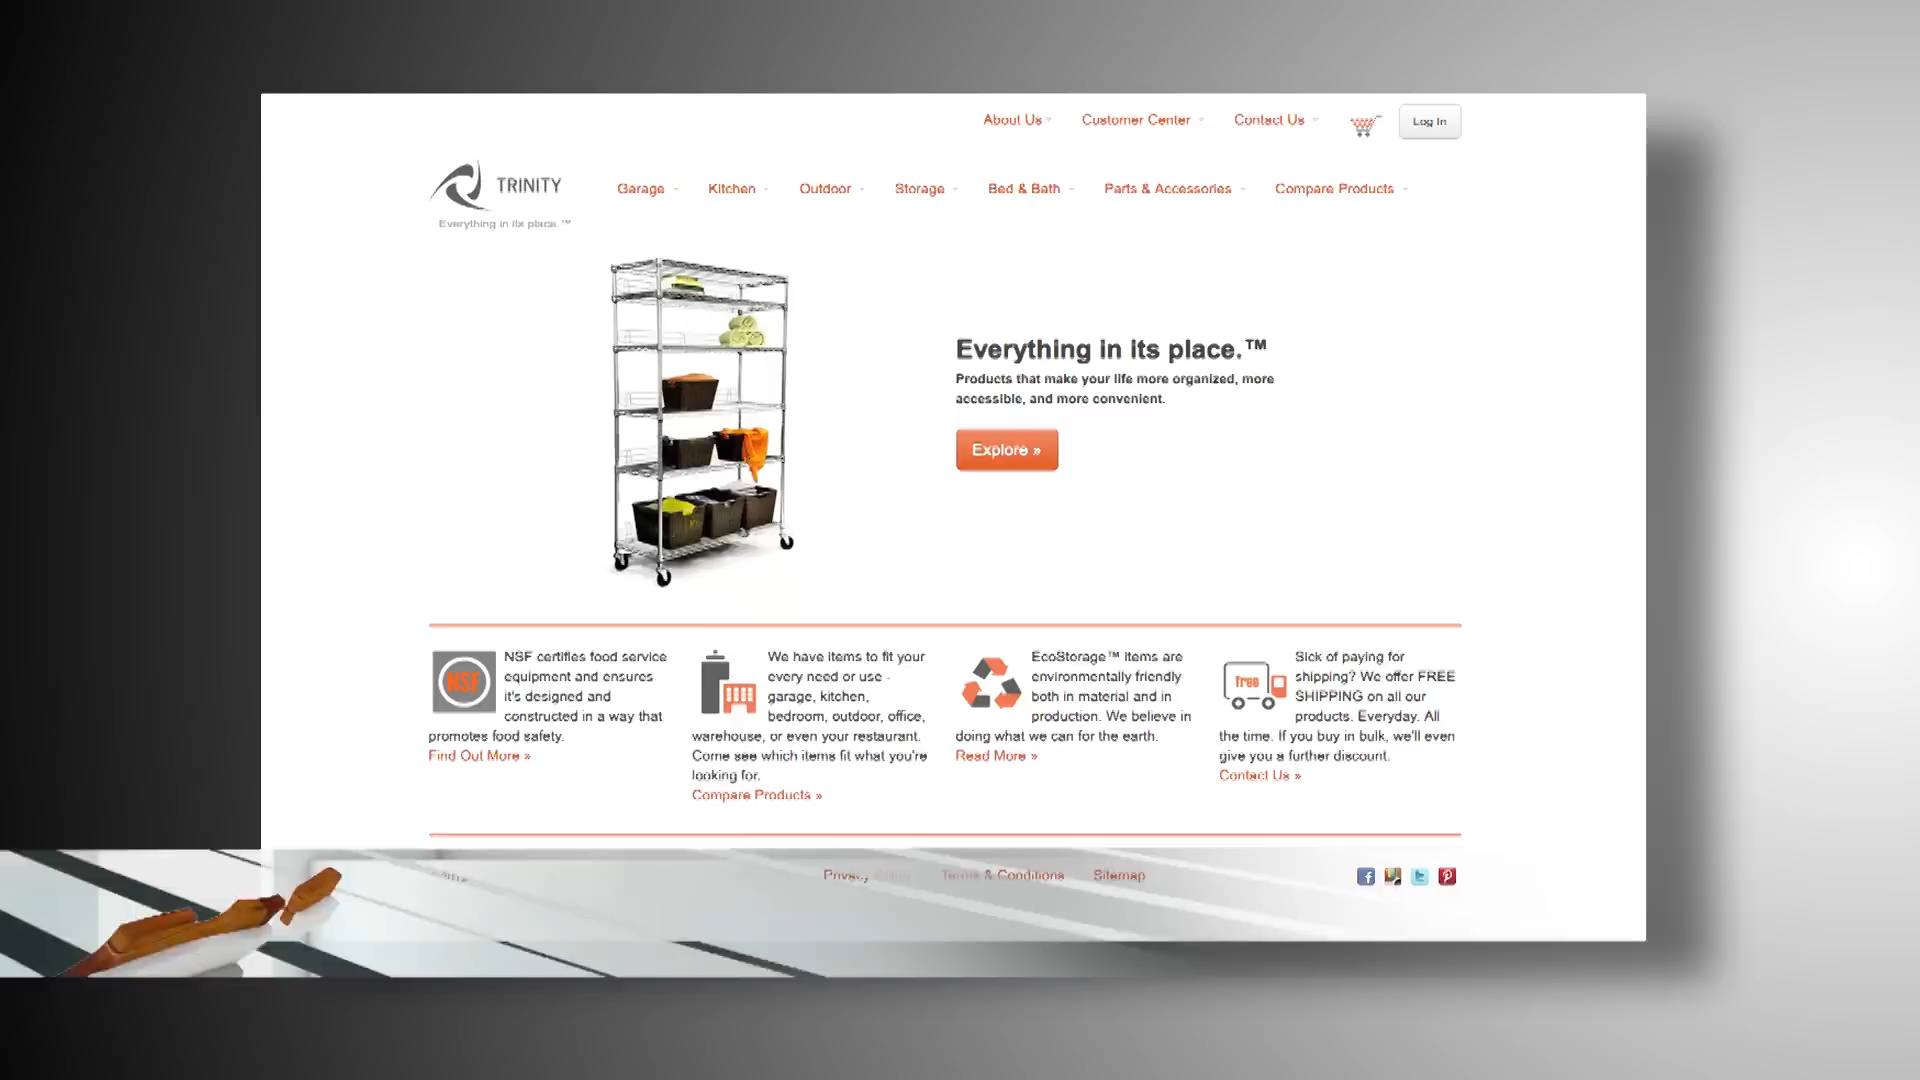 About Us
Customer Center
Contact Us
Log In
TRINITY
Everything in its place.™
Garage
Kitchen
Outdoor
Storage
Bed & Bath
Parts & Accessories
Compare Products
Everything in its place.™
Products that make your life more organized, more
accessible, and more convenient.
Explore »
NSF
NSF certifies food service
equipment and ensures
it's designed and
constructed in a way that
promotes food safety.
Find Out More »
We have items to fit your
every need or use -
garage, kitchen,
bedroom, outdoor, office,
warehouse, or even your restaurant.
Come see which items fit what you're
looking for.
Compare Products »
EcoStorage™ items are
environmentally friendly
both in material and in
production. We believe in
doing what we can for the earth.
Read More »
free
Sick of paying for
shipping? We offer FREE
SHIPPING on all our
products. Everyday. All
the time. If you buy in bulk, we'll even
give you a further discount.
Contact Us »
Privacy
Terms & Conditions
Sitemap